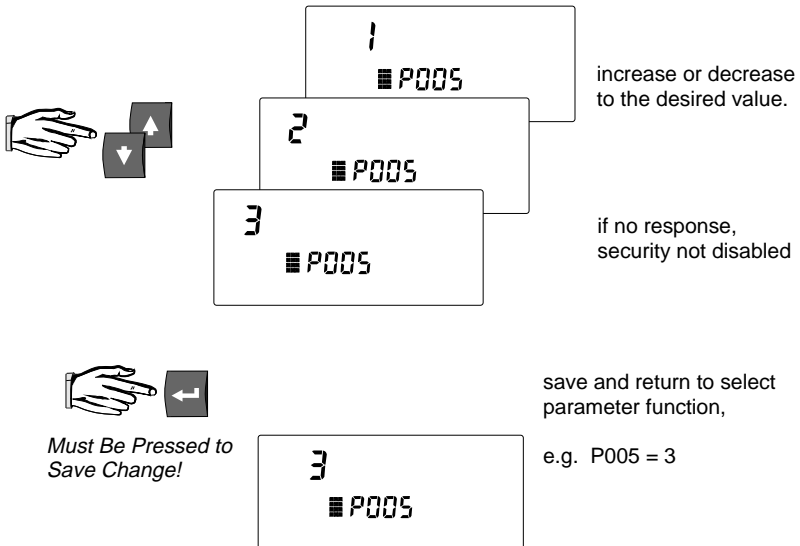 1
P005
increase or decrease
to the desired value.
2
P005
3
P005
if no response,
security not disabled
save and return to select
parameter function,
Must Be Pressed to
Save Change!
e.g. P005 = 3
3
P005